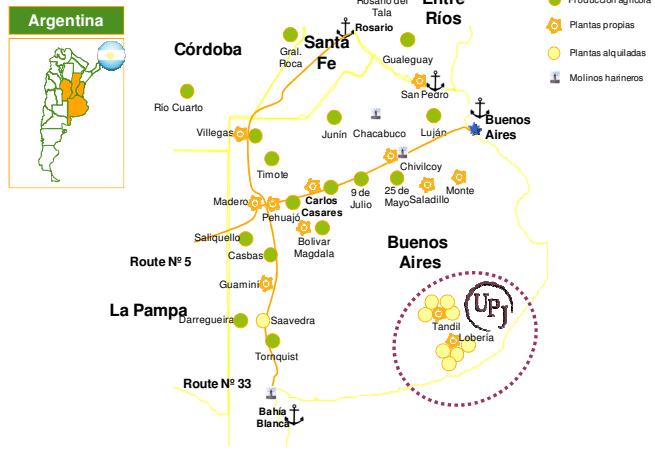 Argentina
Rosario del
Tala
Entre
Ríos
Producción agrícola
Plantas propias
Plantas alquiladas
Molinos harineros
Córdoba
Santa
Fe
Rosario
Gral.
Roca
Gualeguay
San Pedro
Río Cuarto
Villegas
Junín
Chacabuco
Luján
Buenos
Aires
Timote
Chivilcoy
Madero
Pehuajó
Carlos
Casares
9 de
Julio
25 de
Mayo
Saladillo
Monte
Saliquello
Bolivar
Magdala
Route Nº 5
Casbas
Buenos
Aires
Guaminí
La Pampa
Darregueira
Saavedra
UPJ
Tandil
Lobería
Tornquist
Route Nº 33
Bahía
Blanca